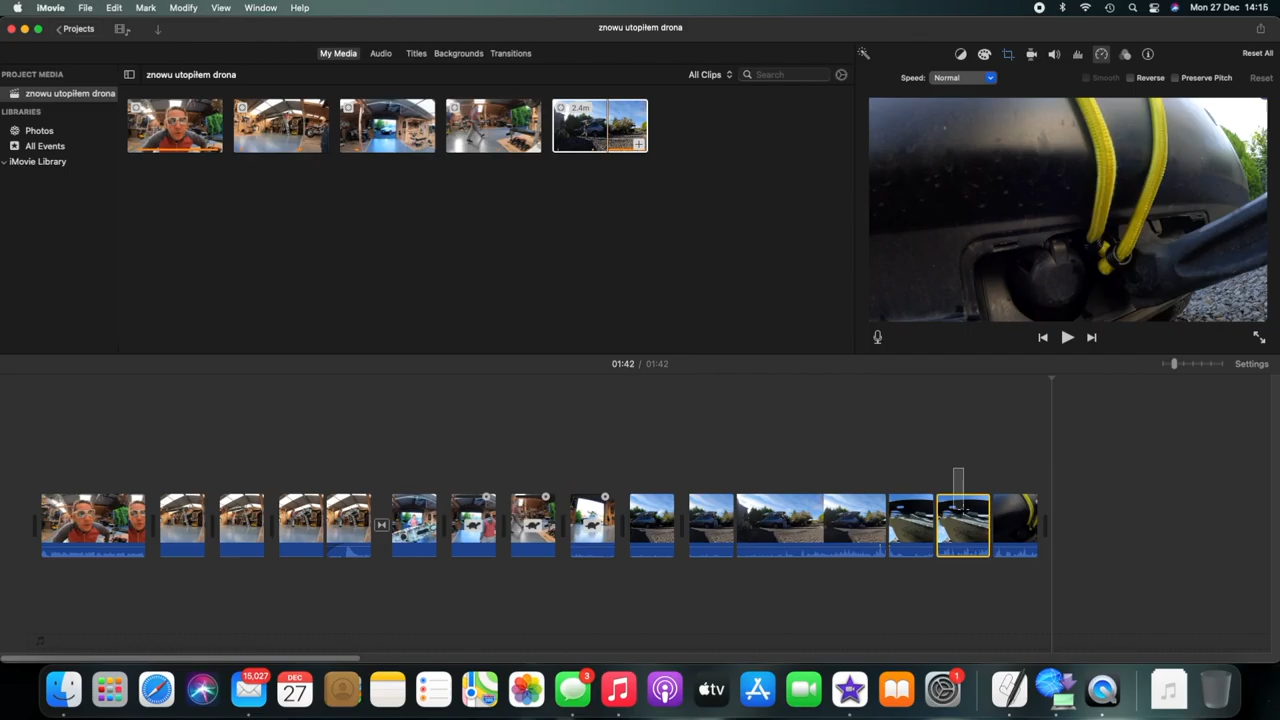 iMovie File Edit Mark Modify View Window Help Mon 27 Dec 14:15
Projects znowu utopiłem drona
My Media Audio Titles Backgrounds Transitions Reset All
PROJECT MEDIA znowu utopiłem drona All Clips Search Speed: Normal Smooth Reverse Preserve Pitch Reset
znowu utopiłem drona
LIBRARIES
Photos
All Events
iMovie Library
2.4m
01:42 / 01:42 Settings
15,027
DEC
27
3
tv
1